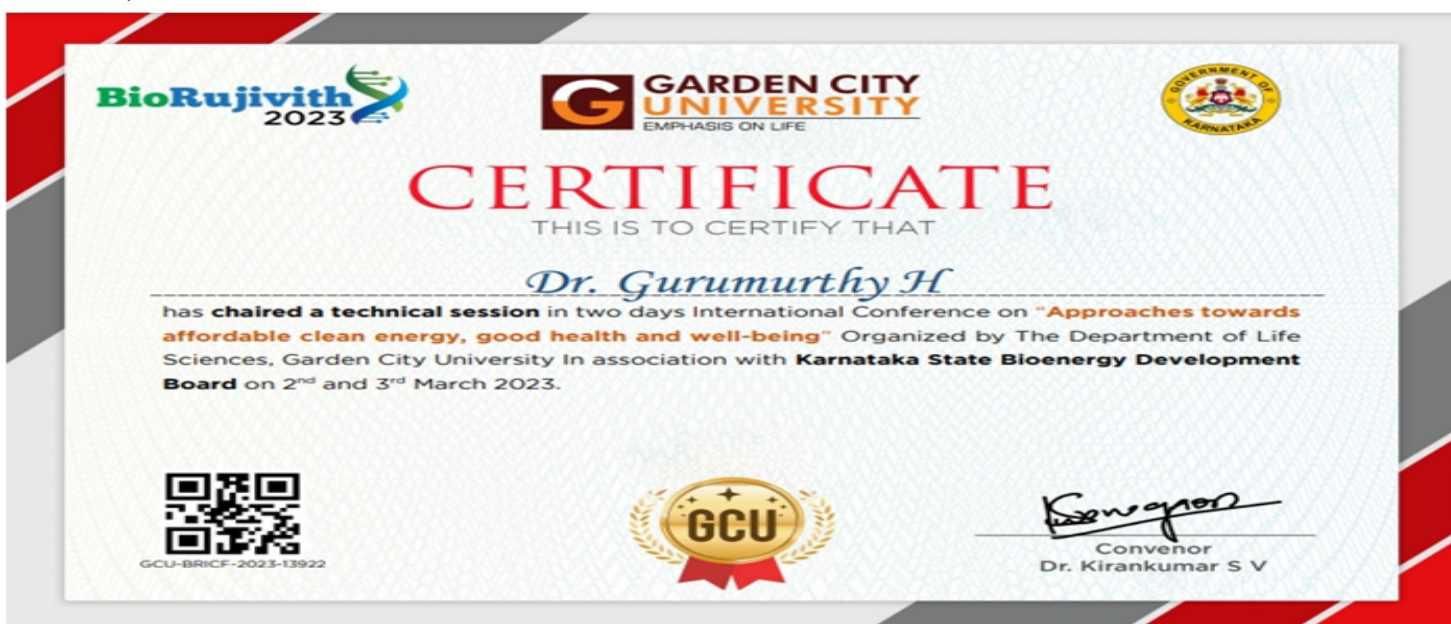 BioRujivith
2023
GARDEN CITY
UNIVERSITY
EMPHASIS ON LIFE
GOVERNMENT OF
KARNATAKA
CERTIFICATE
THIS IS TO CERTIFY THAT
Dr. Gurumurthy H
has chaired a technical session in two days International Conference on "Approaches towards
affordable clean energy, good health and well-being" Organized by The Department of Life
Sciences, Garden City University In association with Karnataka State Bioenergy Development
Board on 2nd and 3rd March 2023.
GCU
GCU-BRICF-2023-13922
Convenor
Dr. Kirankumar S V